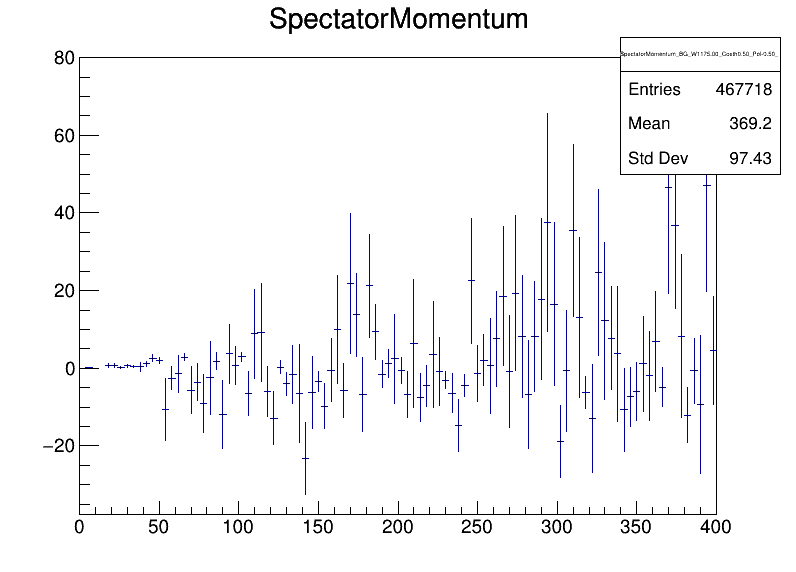 SpectatorMomentum
SpectatorMomentum_BG_W1175.00_Costh0.50_Pol-0.50_
Entries 467718
Mean 369.2
Std Dev 97.43
80
60
40
20
0
−20
0 50 100 150 200 250 300 350 400